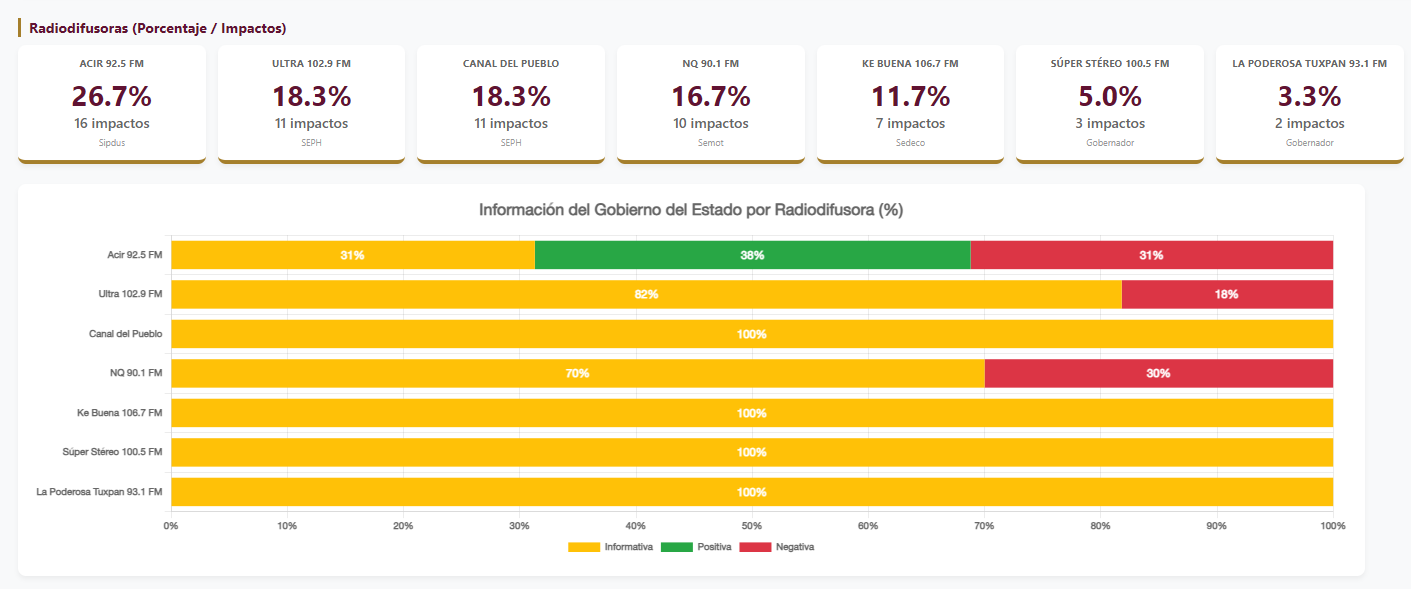 Radiodifusoras (Porcentaje / Impactos)
ACIR 92.5 FM
26.7%
16 impactos
Sipdus
ULTRA 102.9 FM
18.3%
11 impactos
SEPH
CANAL DEL PUEBLO
18.3%
11 impactos
SEPH
NQ 90.1 FM
16.7%
10 impactos
Semot
KE BUENA 106.7 FM
11.7%
7 impactos
Sedeco
SÚPER STÉREO 100.5 FM
5.0%
3 impactos
Gobernador
LA PODEROSA TUXPAN 93.1 FM
3.3%
2 impactos
Gobernador
Información del Gobierno del Estado por Radiodifusora (%)
Acir 92.5 FM 31% 38% 31%
Ultra 102.9 FM 82% 18%
Canal del Pueblo 100%
NQ 90.1 FM 70% 30%
Ke Buena 106.7 FM 100%
Súper Stéreo 100.5 FM 100%
La Poderosa Tuxpan 93.1 FM 100%
0% 10% 20% 30% 40% 50% 60% 70% 80% 90% 100%
Informativa Positiva Negativa